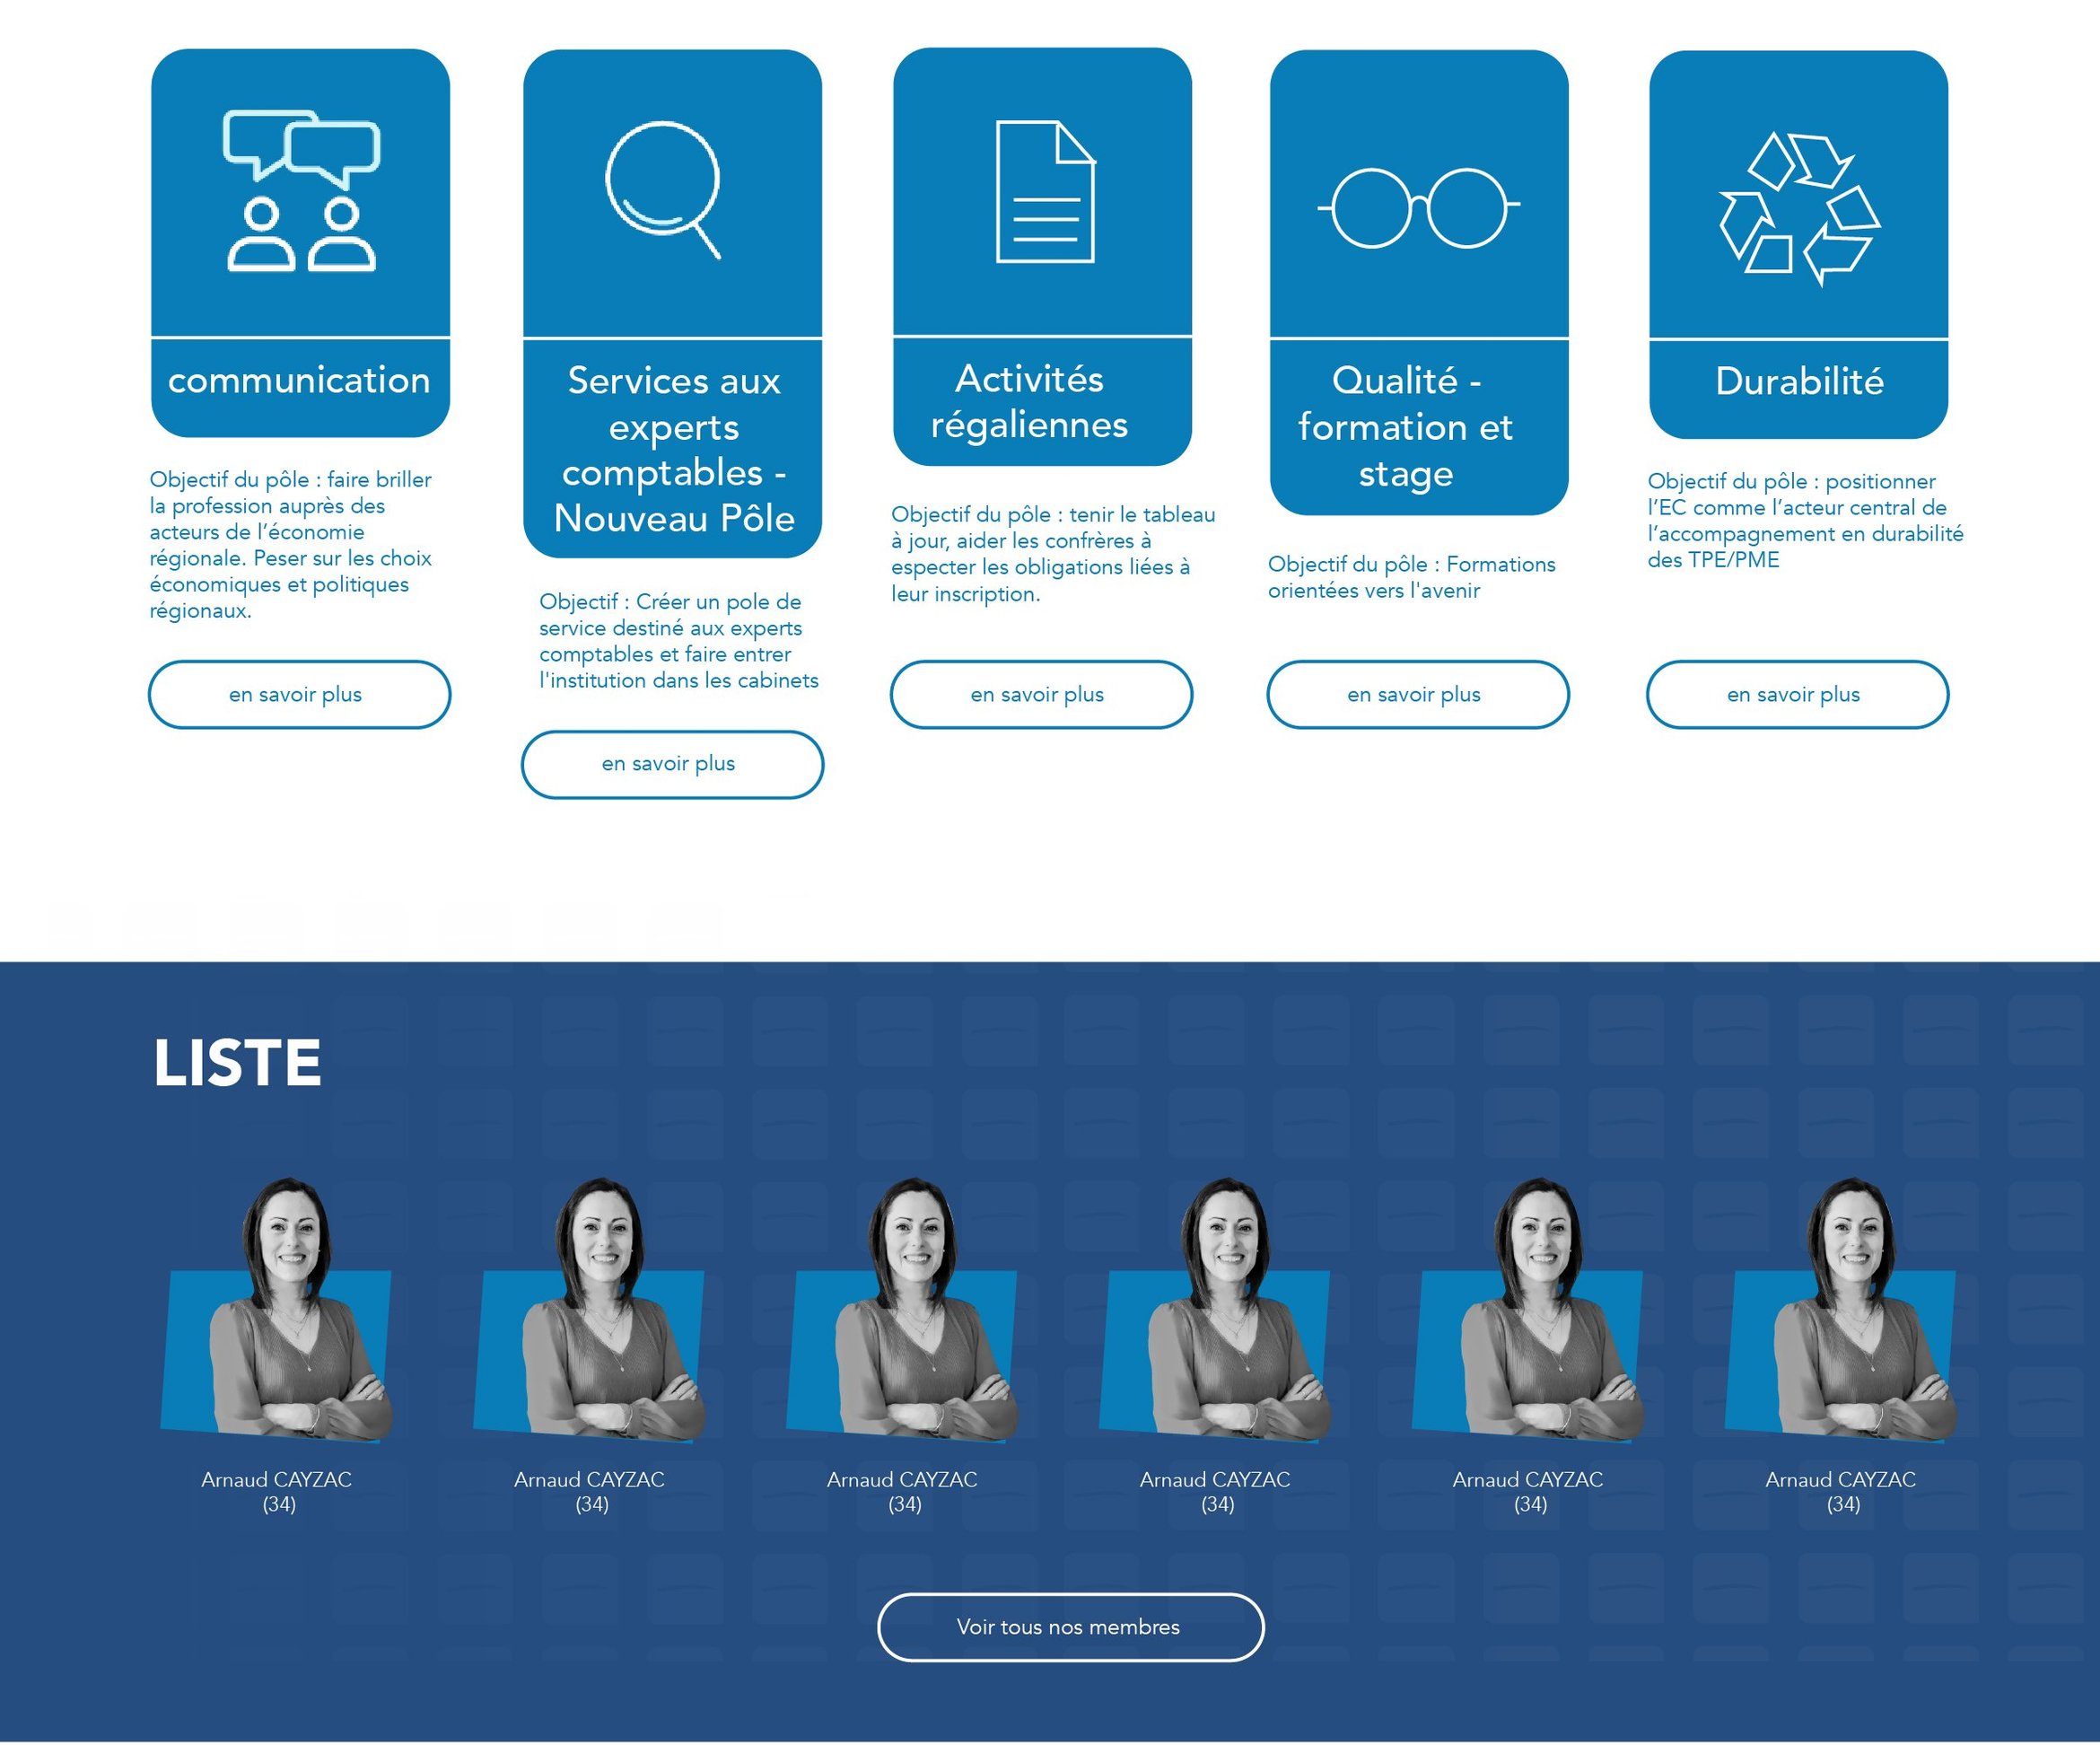 communication
Objectif du pôle : faire briller
la profession auprès des
acteurs de l’économie
régionale. Peser sur les choix
économiques et politiques
régionaux.
en savoir plus
Services aux
experts
comptables -
Nouveau Pôle
Objectif : Créer un pole de
service destiné aux experts
comptables et faire entrer
l'institution dans les cabinets
en savoir plus
Activités
régaliennes
Objectif du pôle : tenir le tableau
à jour, aider les confrères à
especter les obligations liées à
leur inscription.
en savoir plus
Qualité -
formation et
stage
Objectif du pôle : Formations
orientées vers l'avenir
en savoir plus
Durabilité
Objectif du pôle : positionner
l’EC comme l’acteur central de
l’accompagnement en durabilité
des TPE/PME
en savoir plus
LISTE
Arnaud CAYZAC
(34)
Arnaud CAYZAC
(34)
Arnaud CAYZAC
(34)
Arnaud CAYZAC
(34)
Arnaud CAYZAC
(34)
Arnaud CAYZAC
(34)
Voir tous nos membres